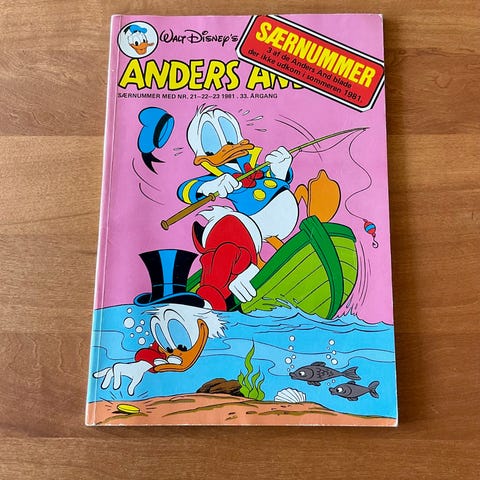 WALT DISNEY'S
SÆRNUMMER
3 af de Anders And blade
der ikke udkom i sommeren 1981.
ANDERS AN
SÆRNUMMER MED NR. 21-22-23 1981. 33. ÅRGANG